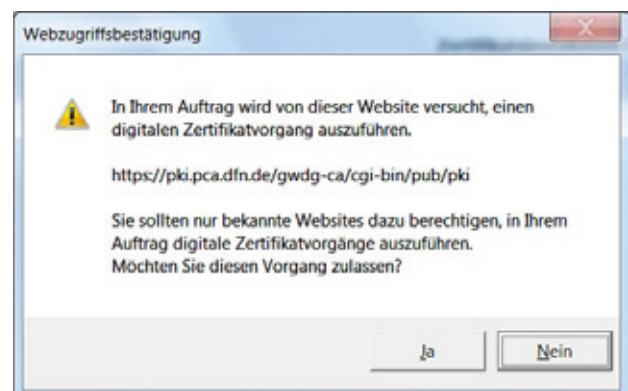 Webzugriffsbestätigung
In Ihrem Auftrag wird von dieser Website versucht, einen
digitalen Zertifikatvorgang auszuführen.
https://pki.pca.dfn.de/gwdg-ca/cgi-bin/pub/pki
Sie sollten nur bekannte Websites dazu berechtigen, in Ihrem
Auftrag digitale Zertifikatvorgänge auszuführen.
Möchten Sie diesen Vorgang zulassen?
Ja
Nein